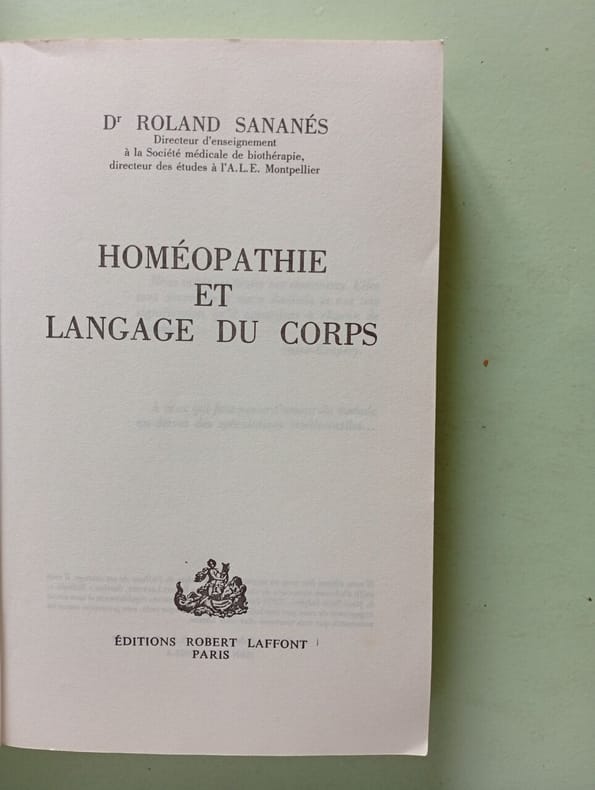 Dʳ ROLAND SANANÉS
Directeur d'enseignement
à la Société médicale de biothérapie,
directeur des études à l'A.L.E. Montpellier
HOMÉOPATHIE
ET
LANGAGE DU CORPS
ÉDITIONS ROBERT LAFFONT
PARIS